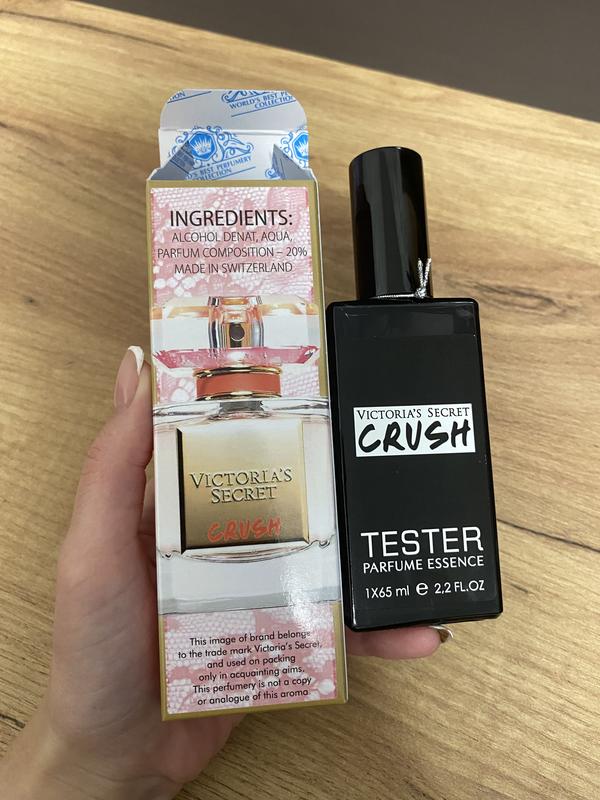 WORLD'S BEST PERFUMERY
COLLECTION
INGREDIENTS:
ALCOHOL DENAT, AQUA,
PARFUM COMPOSITION – 20%
MADE IN SWITZERLAND
VICTORIA'S
SECRET
CRUSH
This image of brand belongs
to the trade mark Victoria's Secret,
and used on packing
only in acquainting aims.
This perfumery is not a copy
or analogue of this aroma
VICTORIA'S SECRET
CRUSH
TESTER
PARFUME ESSENCE
1X65 ml e 2,2 FL.OZ